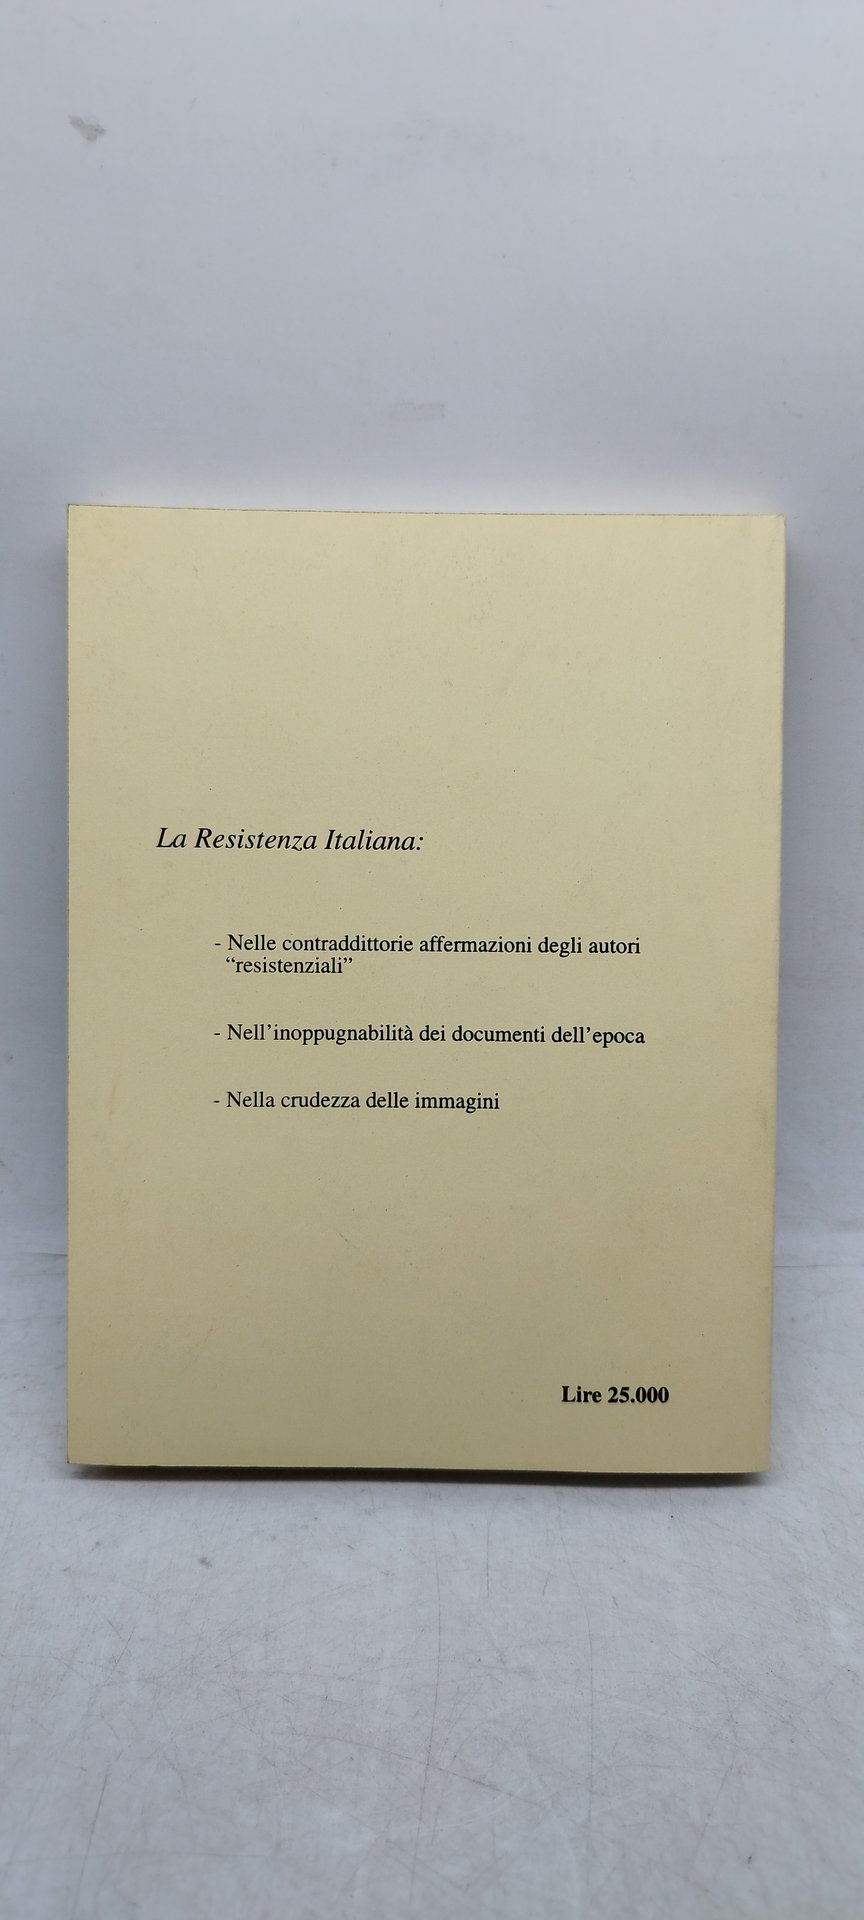 La Resistenza Italiana:
- Nelle contraddittorie affermazioni degli autori
“resistenziali”
- Nell’inoppugnabilità dei documenti dell’epoca
- Nella crudezza delle immagini
Lire 25.000